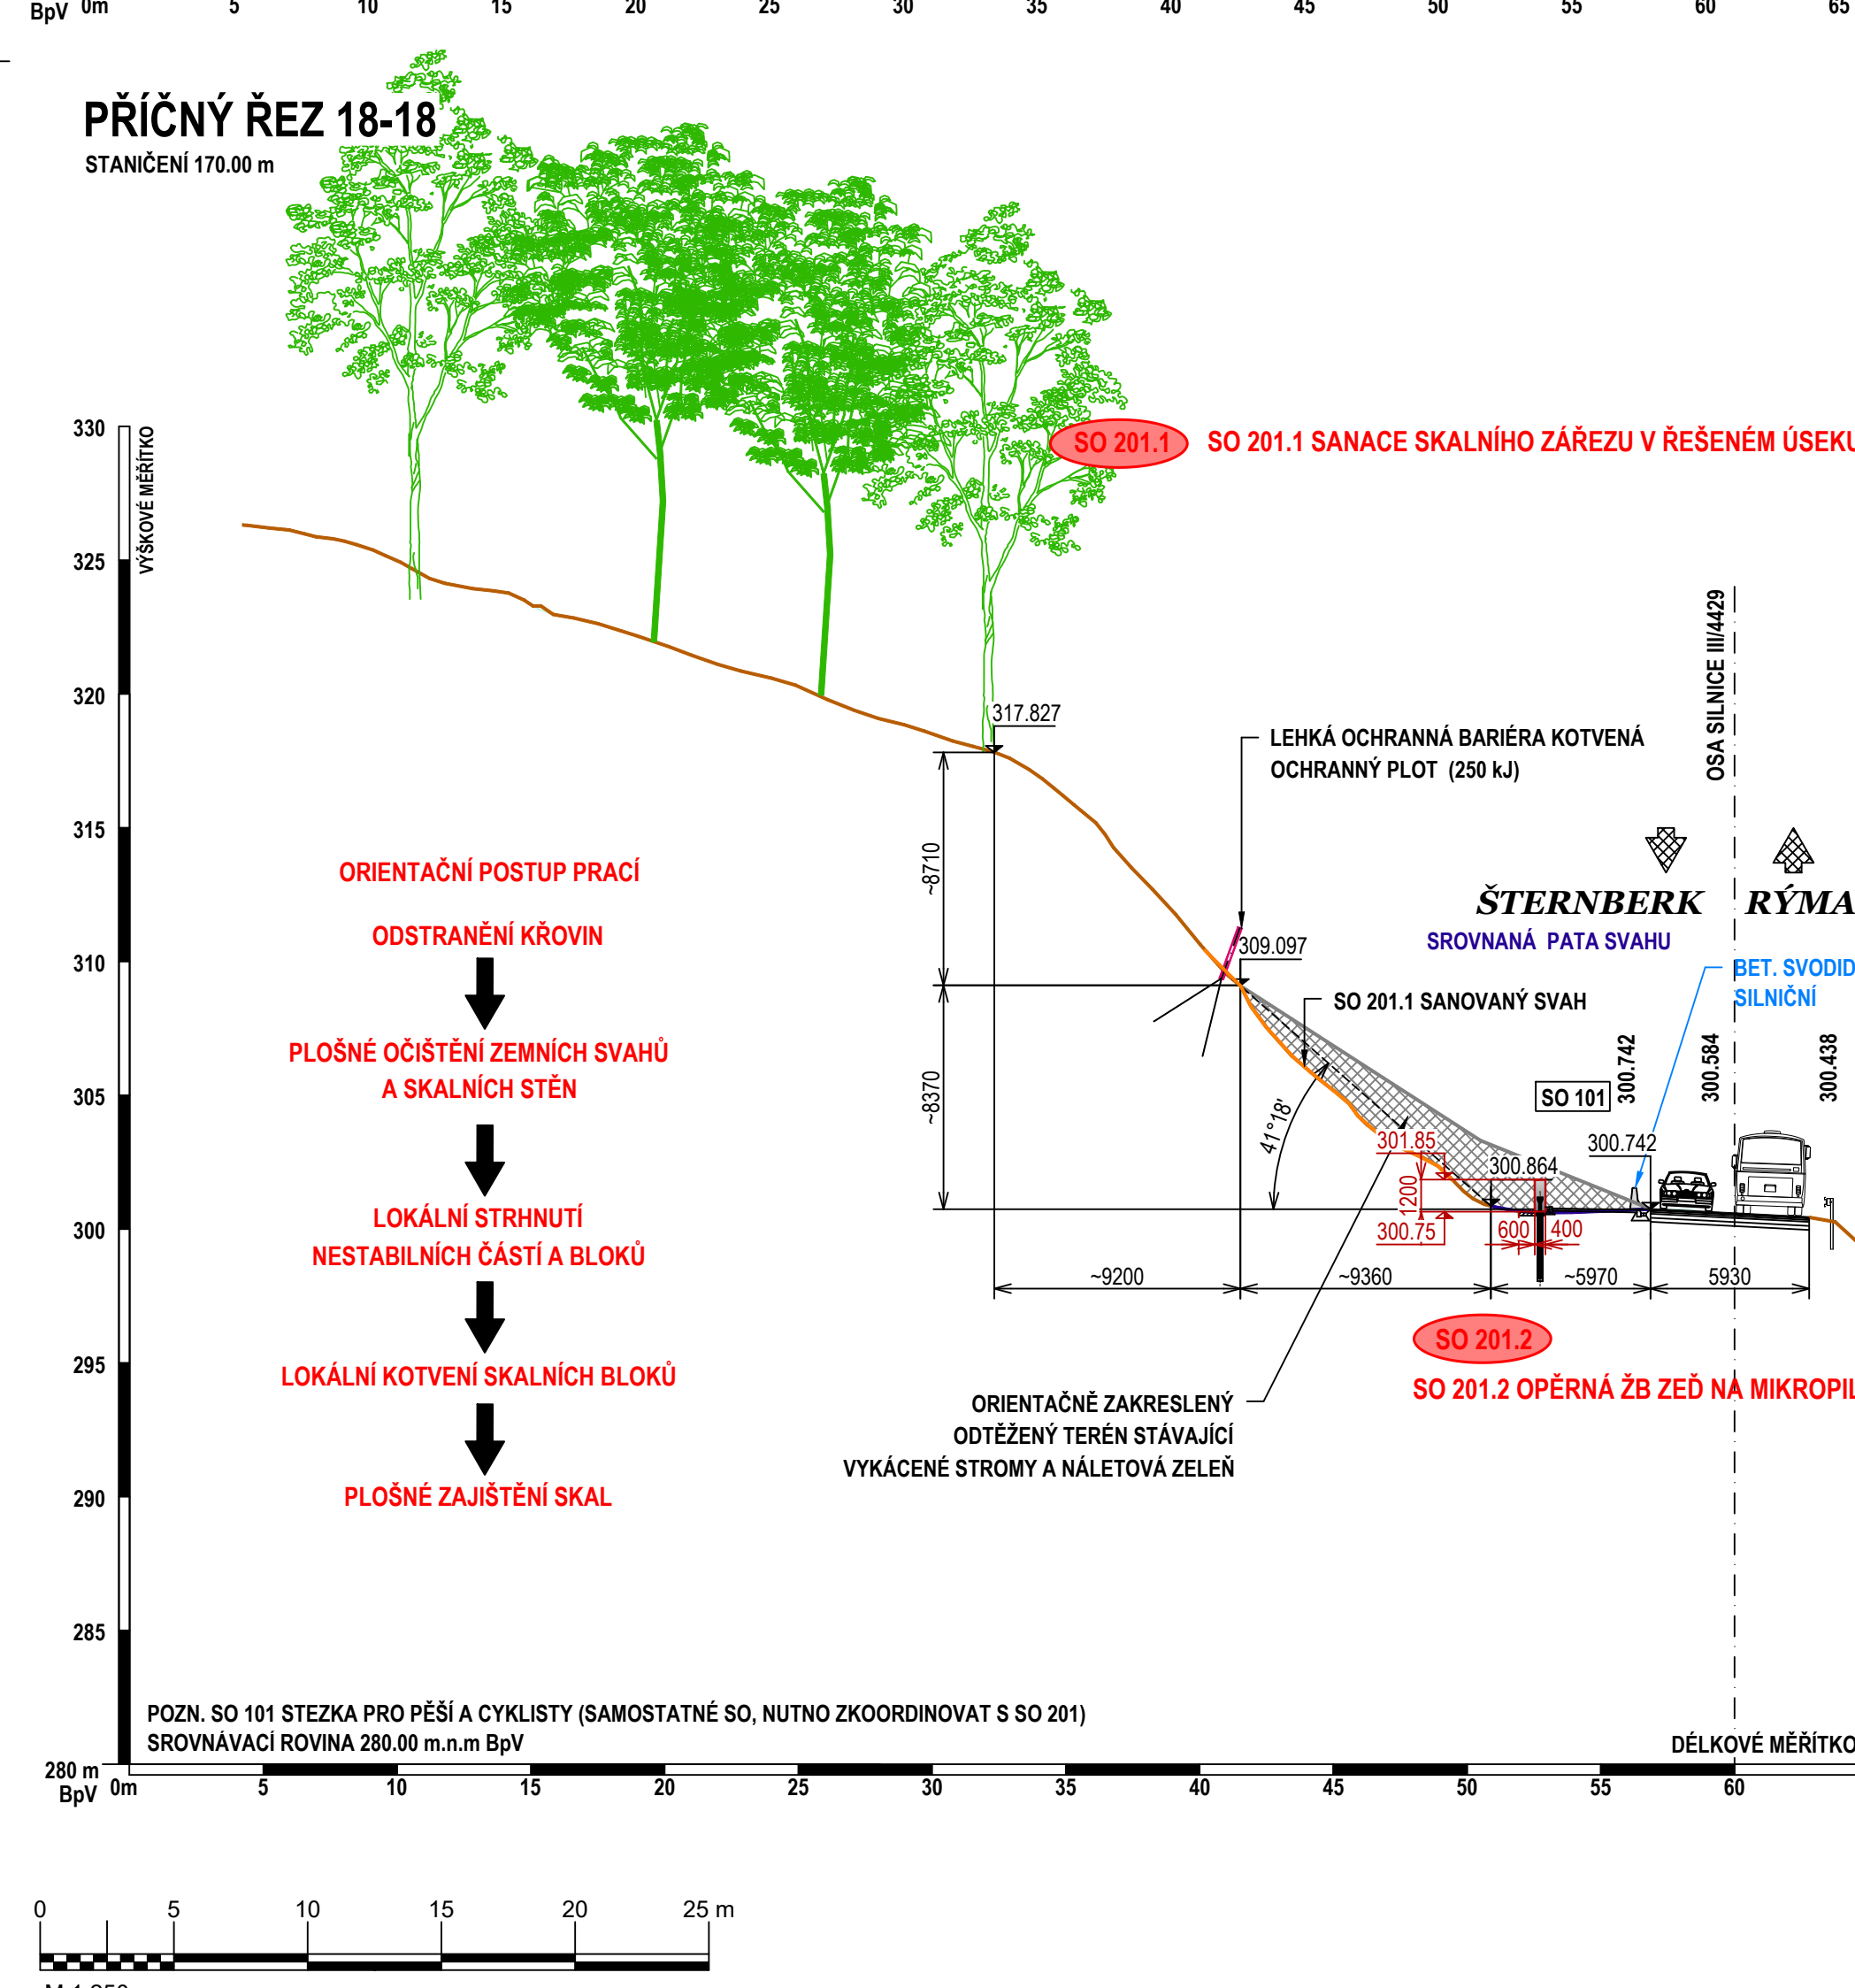 BpV 0m 5 10 15 20 25 30 35 40 45 50 55 60 65
PŘÍČNÝ ŘEZ 18-18
STANIČENÍ 170.00 m
330
325
320
315
310
305
300
295
290
285
280 m
BpV
VÝŠKOVÉ MĚŘÍTKO
SO 201.1
SO 201.1 SANACE SKALNÍHO ZÁŘEZU V ŘEŠENÉM ÚSEKU
OSA SILNICE III/4429
317.827
LEHKÁ OCHRANNÁ BARIÉRA KOTVENÁ
OCHRANNÝ PLOT (250 kJ)
~8710
ORIENTAČNÍ POSTUP PRACÍ
ODSTRANĚNÍ KŘOVIN
PLOŠNÉ OČIŠTĚNÍ ZEMNÍCH SVAHŮ
A SKALNÍCH STĚN
LOKÁLNÍ STRHNUTÍ
NESTABILNÍCH ČÁSTÍ A BLOKŮ
LOKÁLNÍ KOTVENÍ SKALNÍCH BLOKŮ
PLOŠNÉ ZAJIŠTĚNÍ SKAL
ŠTERNBERK
RÝMA
SROVNANÁ PATA SVAHU
309.097
BET. SVODID
SILNIČNÍ
SO 201.1 SANOVANÝ SVAH
~8370
41°18'
SO 101
300.742
300.584
300.438
301.85
300.742
300.864
1200
300.75
600
400
~9200
~9360
~5970
5930
SO 201.2
SO 201.2 OPĚRNÁ ŽB ZEĎ NA MIKROPIL
ORIENTAČNĚ ZAKRESLENÝ
ODTĚŽENÝ TERÉN STÁVAJÍCÍ
VYKÁCENÉ STROMY A NÁLETOVÁ ZELEŇ
POZN. SO 101 STEZKA PRO PĚŠÍ A CYKLISTY (SAMOSTATNÉ SO, NUTNO ZKOORDINOVAT S SO 201)
SROVNÁVACÍ ROVINA 280.00 m.n.m BpV
DÉLKOVÉ MĚŘÍTKO
0m 5 10 15 20 25 30 35 40 45 50 55 60
0 5 10 15 20 25 m